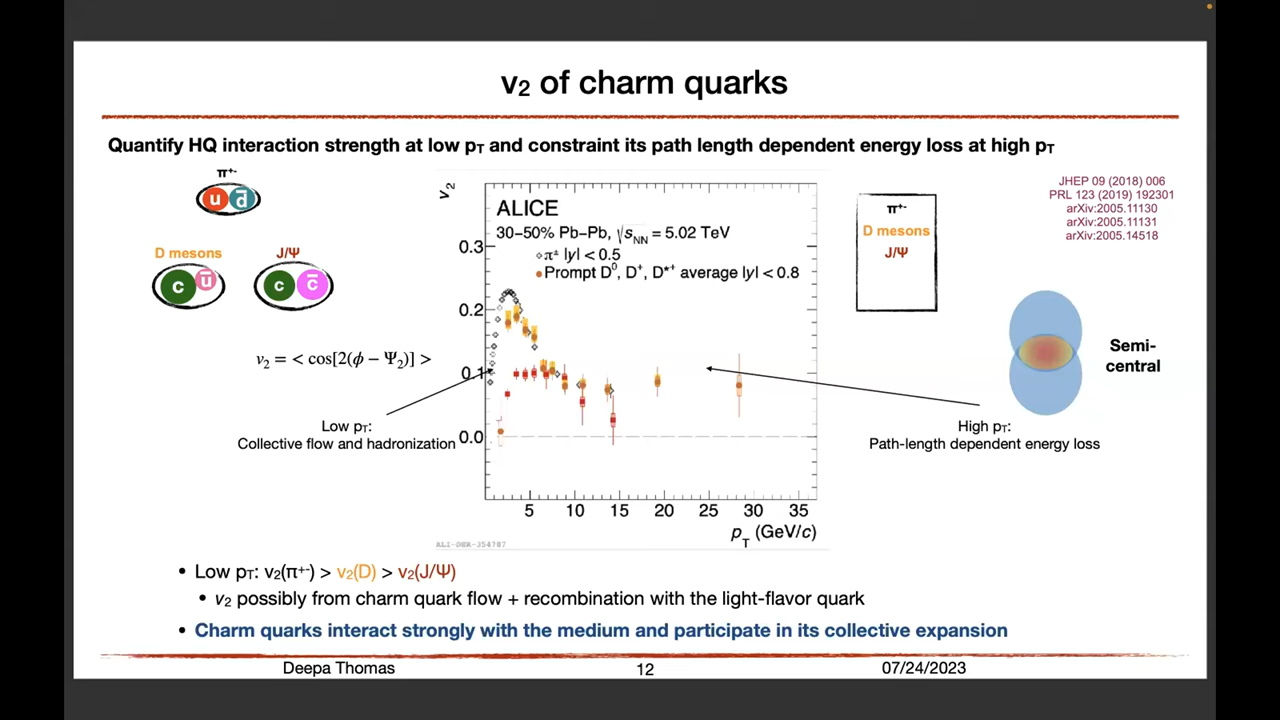 v₂ of charm quarks
Quantify HQ interaction strength at low pT and constraint its path length dependent energy loss at high pT
π⁺⁻
u d̅
D mesons
J/Ψ
c u̅
c c̅
v₂ = < cos[2(ϕ − Ψ₂)] >
Low pT:
Collective flow and hadronization
v₂
ALICE
30–50% Pb–Pb, √sNN = 5.02 TeV
π± |y| < 0.5
Prompt D⁰, D⁺, D*⁺ average |y| < 0.8
0.3
0.2
0.1
0.0
5 10 15 20 25 30 35
pT (GeV/c)
ALI-DER-354787
π⁺⁻
D mesons
J/Ψ
JHEP 09 (2018) 006
PRL 123 (2019) 192301
arXiv:2005.11130
arXiv:2005.11131
arXiv:2005.14518
Semi-
central
High pT:
Path-length dependent energy loss
• Low pT: v₂(π⁺⁻) > v₂(D) > v₂(J/Ψ)
• v₂ possibly from charm quark flow + recombination with the light-flavor quark
• Charm quarks interact strongly with the medium and participate in its collective expansion
Deepa Thomas
12
07/24/2023